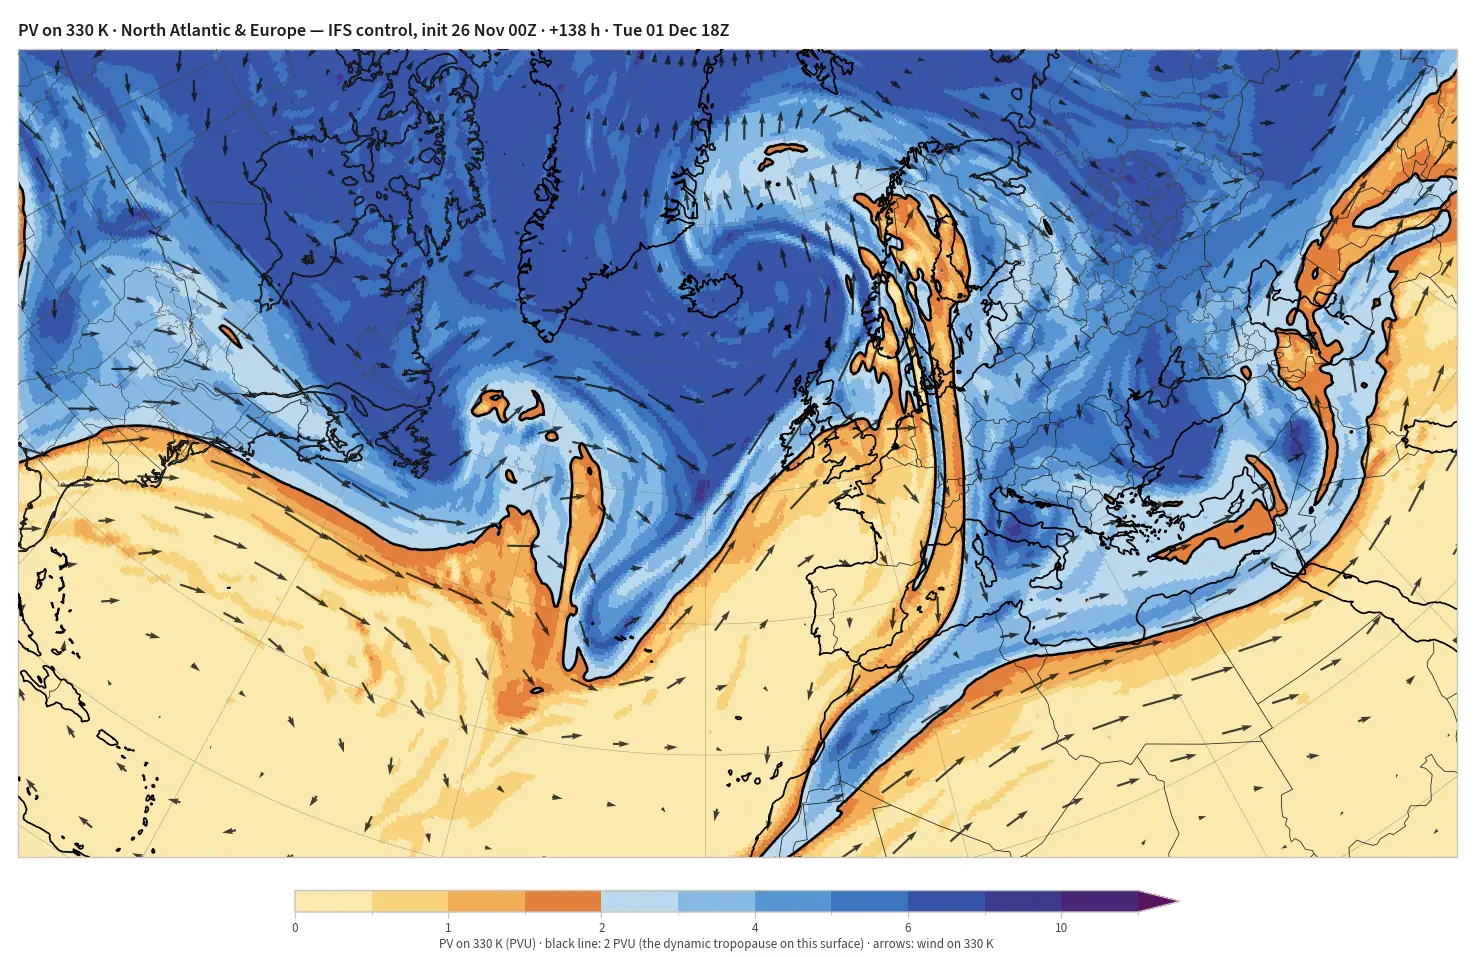 PV on 330 K · North Atlantic & Europe — IFS control, init 26 Nov 00Z · +138 h · Tue 01 Dec 18Z
0 1 2 4 6 10
PV on 330 K (PVU) · black line: 2 PVU (the dynamic tropopause on this surface) · arrows: wind on 330 K